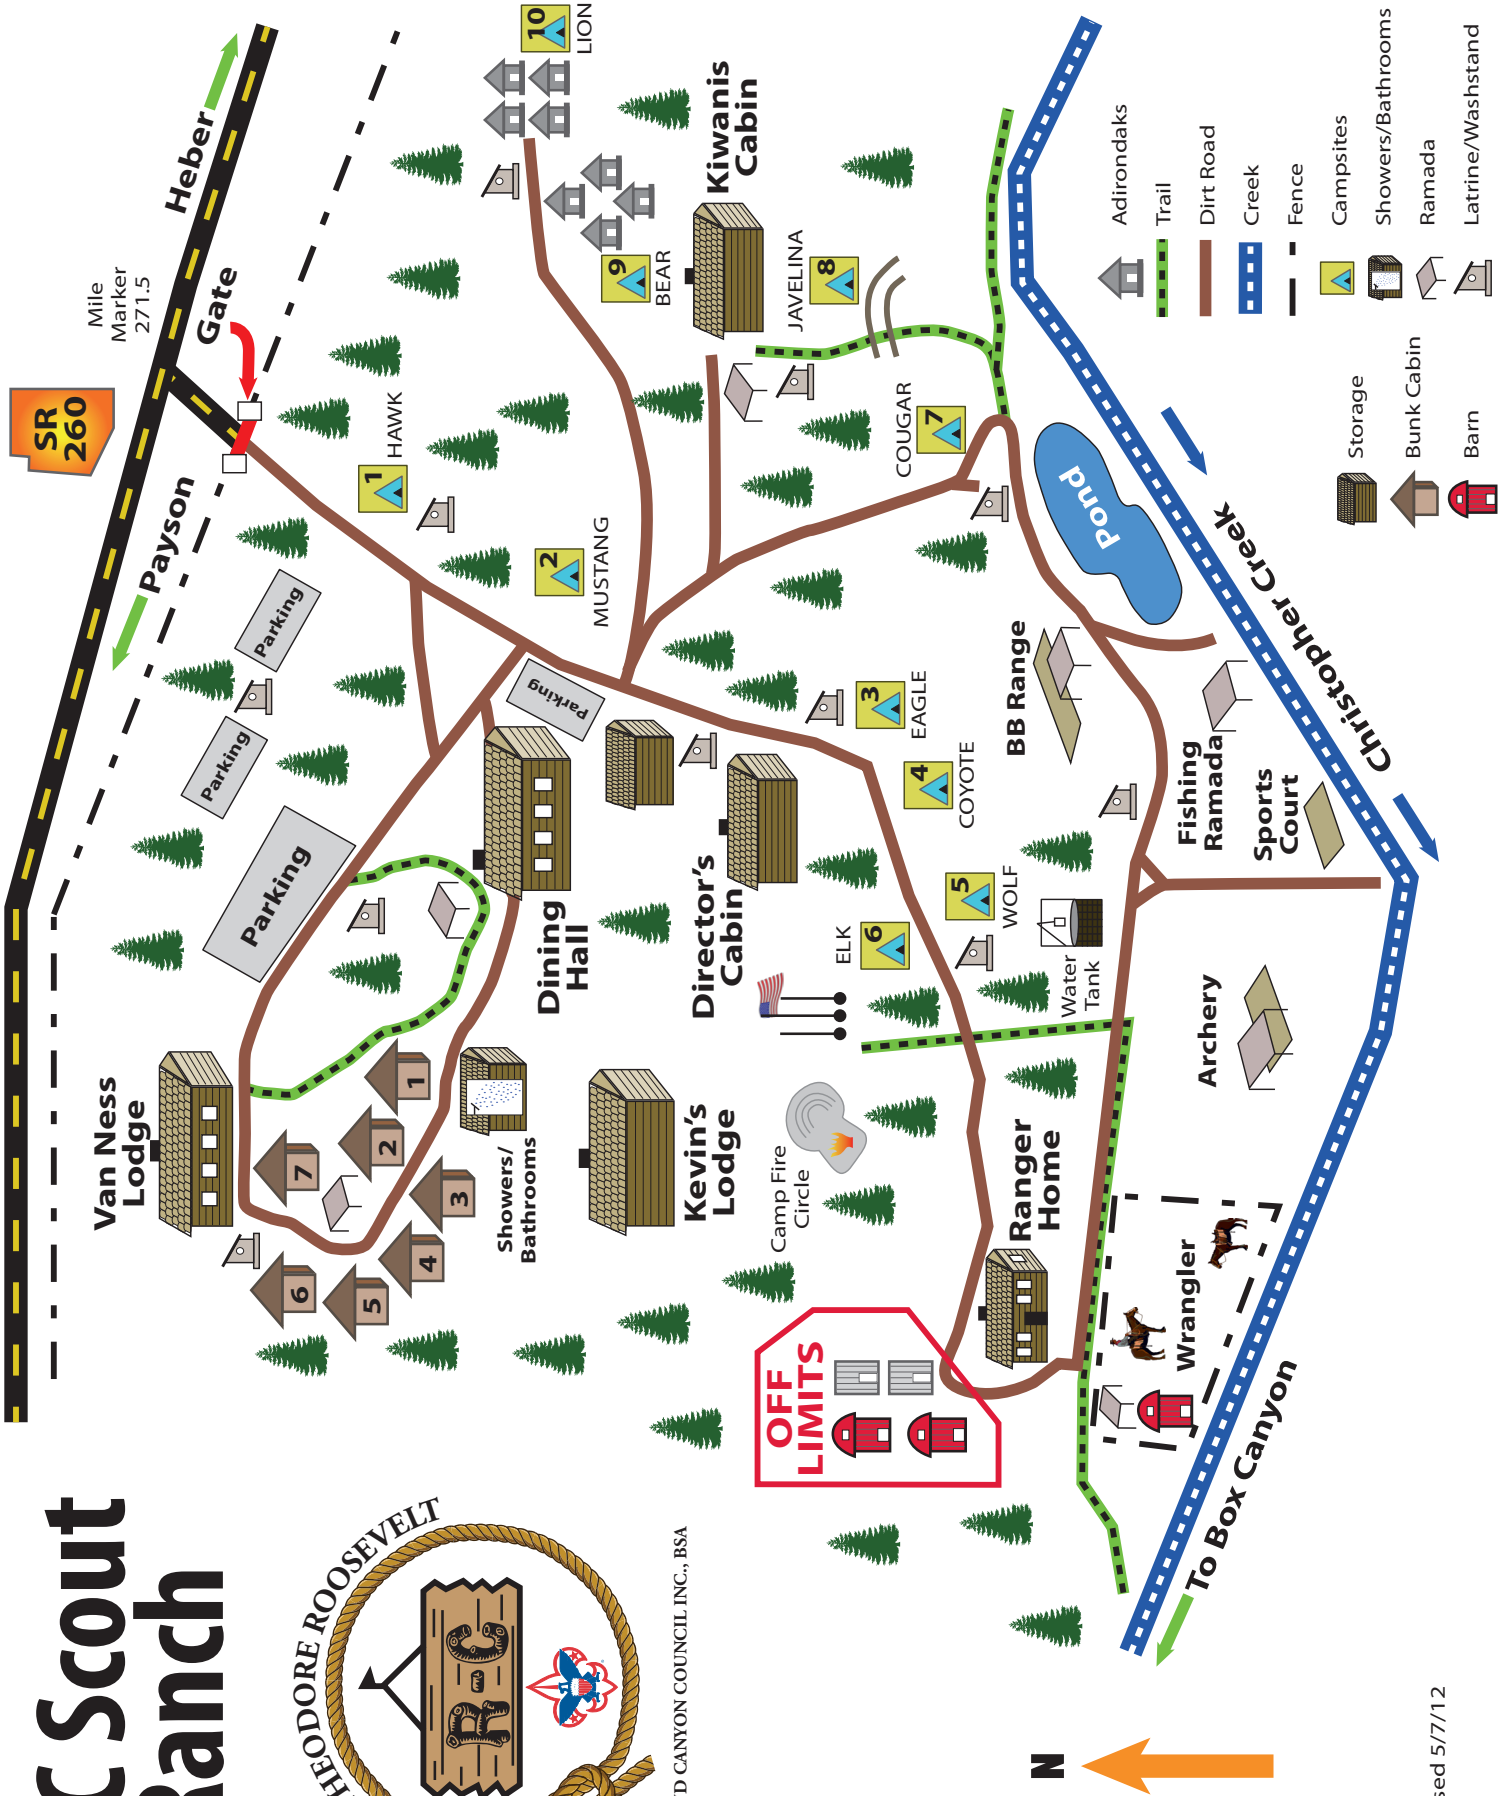 C Scout
Ranch
HEODORE ROOSEVELT
R-C
D CANYON COUNCIL INC., BSA
SR
260
Payson
Heber
Mile
Marker
271.5
Gate
Parking
Parking
Parking
Parking
Van Ness
Lodge
1
2
3
4
5
6
7
Showers/
Bathrooms
Dining
Hall
Director's
Cabin
Kevin's
Lodge
Camp Fire
Circle
OFF
LIMITS
Ranger
Home
Wrangler
To Box Canyon
Archery
Water
Tank
Sports
Court
Fishing
Ramada
BB Range
Pond
Christopher Creek
Kiwanis
Cabin
1
HAWK
2
MUSTANG
3
EAGLE
4
COYOTE
5
WOLF
6
ELK
7
COUGAR
8
JAVELINA
9
BEAR
10
LION
Adirondaks
Trail
Dirt Road
Creek
Fence
Campsites
Showers/Bathrooms
Ramada
Latrine/Washstand
Storage
Bunk Cabin
Barn
N
sed 5/7/12